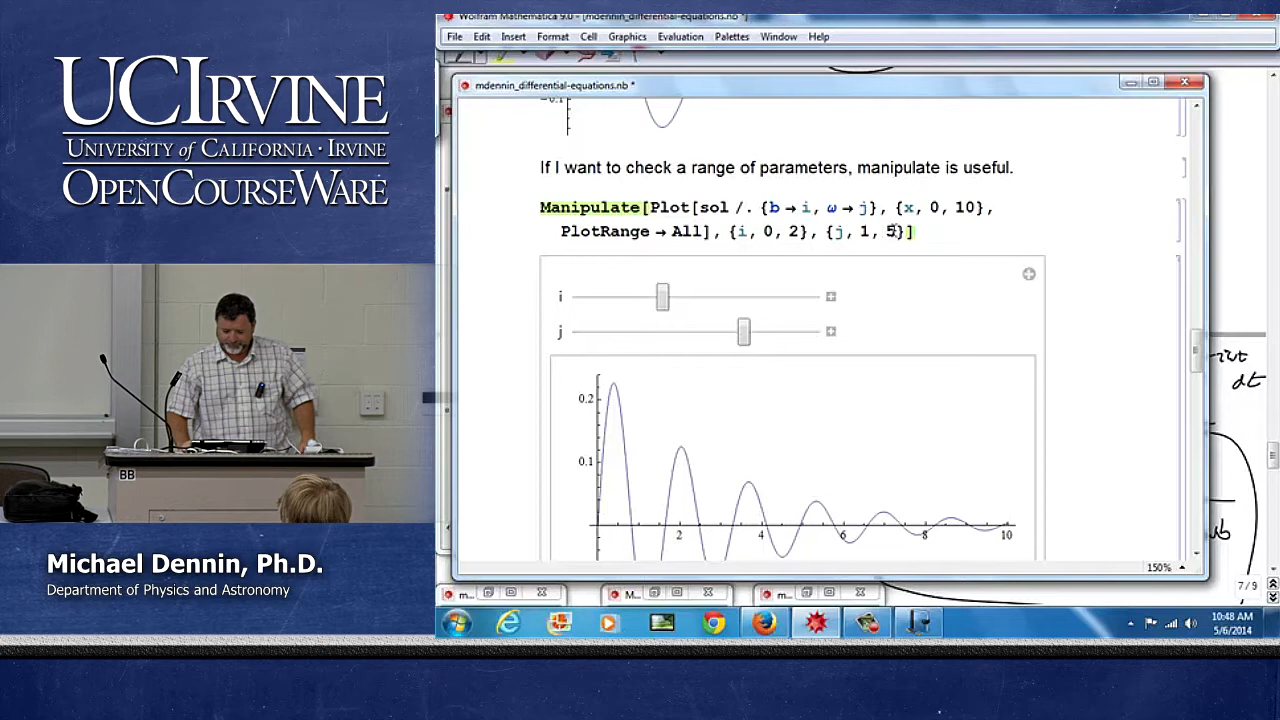 UCIRVINE
UNIVERSITY of CALIFORNIA · IRVINE
OPENCOURSEWARE
BB
Michael Dennin, Ph.D.
Department of Physics and Astronomy
Wolfram Mathematica 9.0 - [mdennin_differential-equations.nb *]
File Edit Insert Format Cell Graphics Evaluation Palettes Window Help
mdennin_differential-equations.nb *
-0.1
If I want to check a range of parameters, manipulate is useful.
Manipulate[Plot[sol /. {b → i, ω → j}, {x, 0, 10},
PlotRange → All], {i, 0, 2}, {j, 1, 5}]
i
j
0.2
0.1
2 4 6 8 10
150%
dt
7 / 9
m... M... m...
10:48 AM
5/6/2014